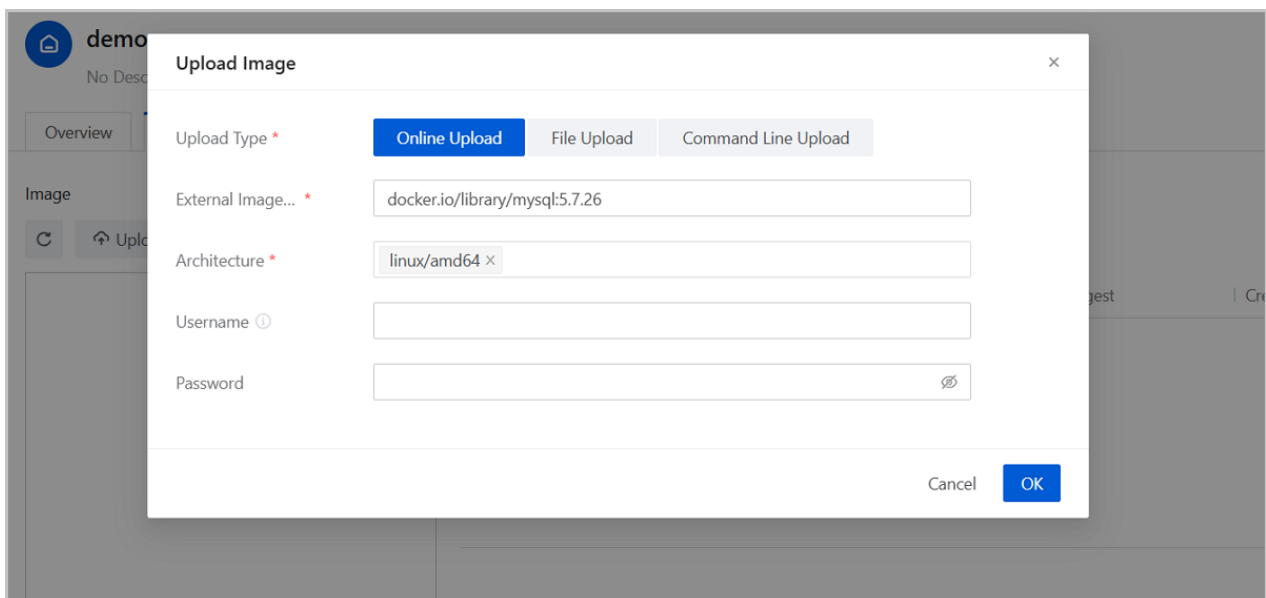 demo
No Desc
Overview
Image
Uplo
gest
Cre
Upload Image
Upload Type *
Online Upload
File Upload
Command Line Upload
External Image... *
docker.io/library/mysql:5.7.26
Architecture *
linux/amd64 ×
Username
Password
Cancel
OK